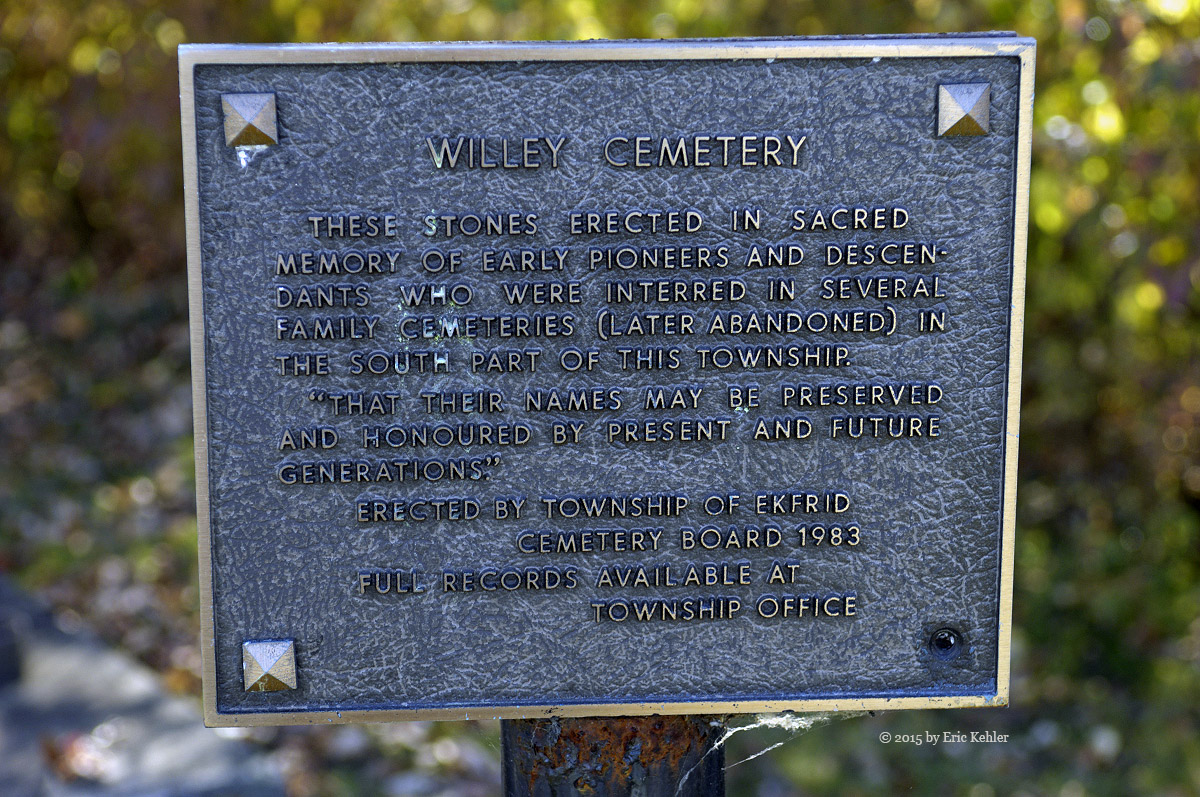 WILLEY CEMETERY
THESE STONES ERECTED IN SACRED
MEMORY OF EARLY PIONEERS AND DESCEN-
DANTS WHO WERE INTERRED IN SEVERAL
FAMILY CEMETERIES (LATER ABANDONED) IN
THE SOUTH PART OF THIS TOWNSHIP.
"THAT THEIR NAMES MAY BE PRESERVED
AND HONOURED BY PRESENT AND FUTURE
GENERATIONS."
ERECTED BY TOWNSHIP OF EKFRID
CEMETERY BOARD 1983
FULL RECORDS AVAILABLE AT
TOWNSHIP OFFICE
© 2015 by Eric Kehler